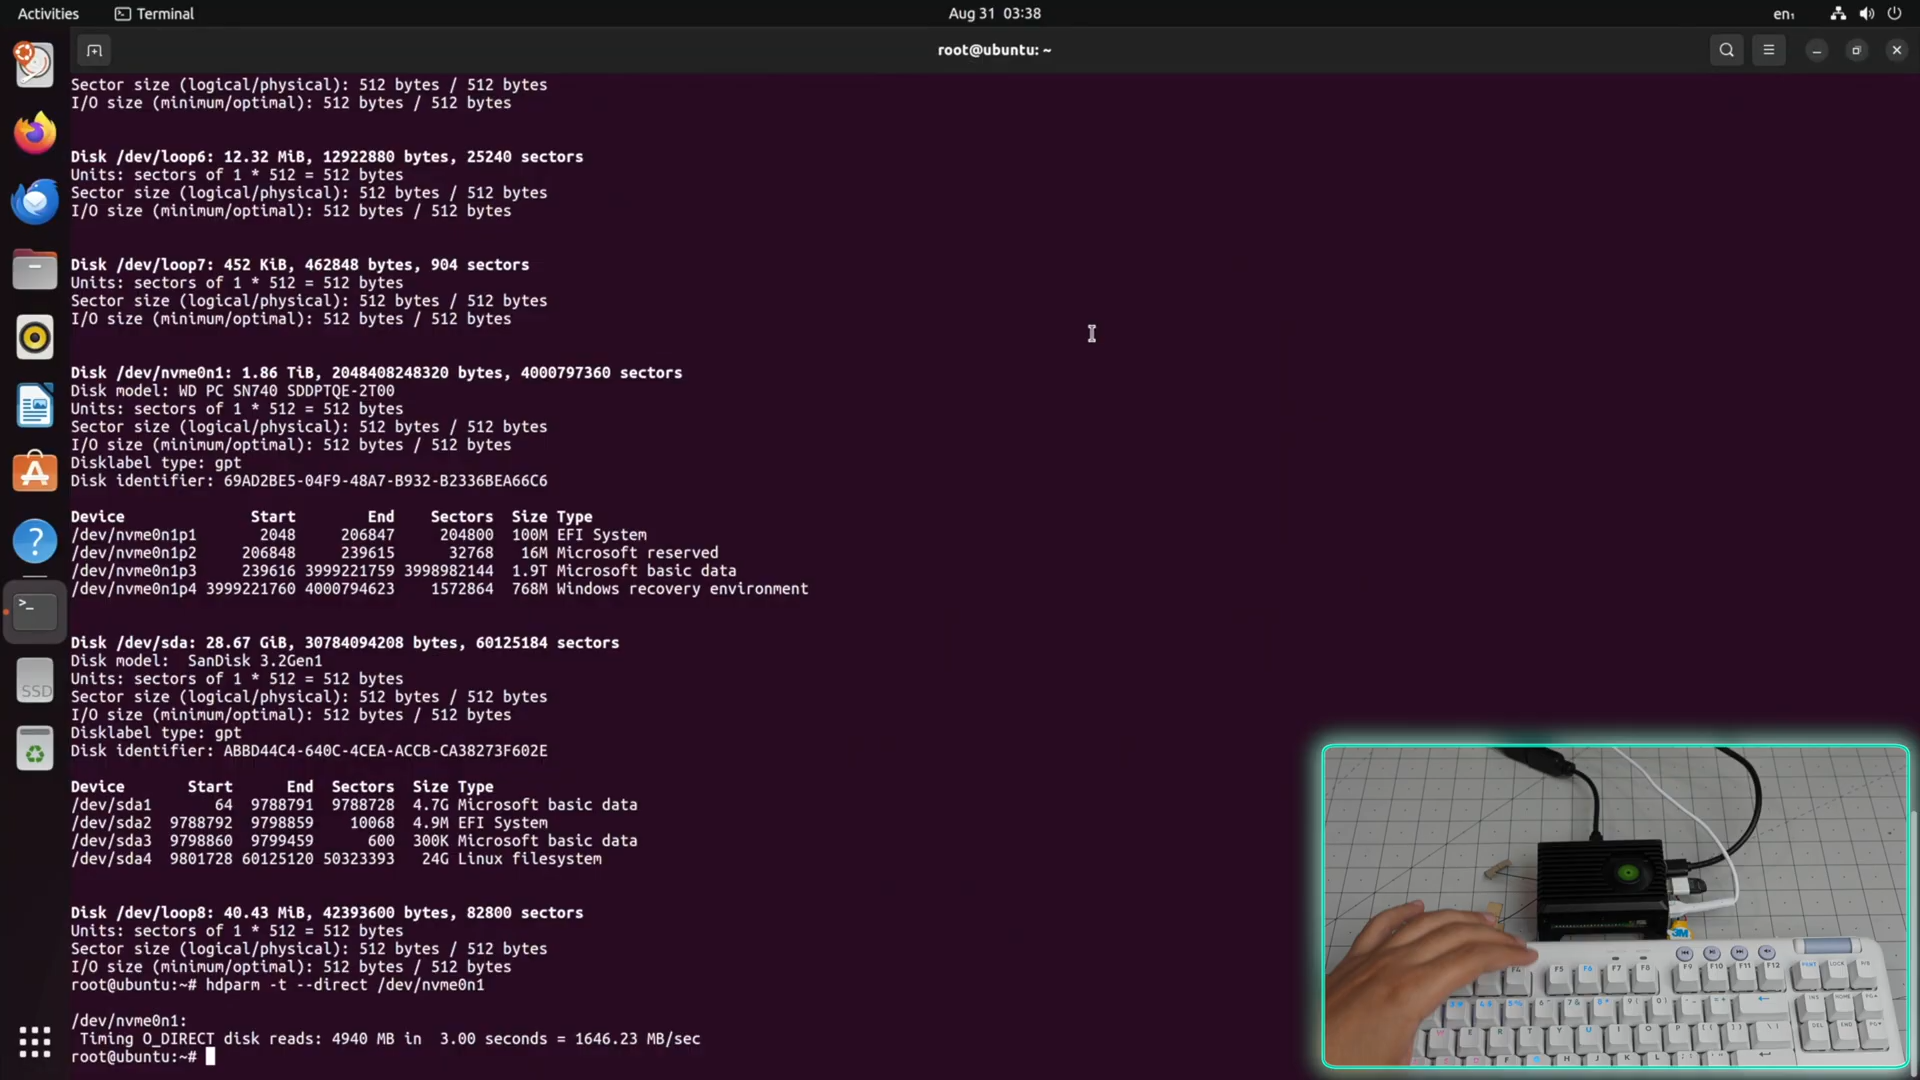 Activities Terminal Aug 31 03:38 en₁
root@ubuntu: ~
Sector size (logical/physical): 512 bytes / 512 bytes
I/O size (minimum/optimal): 512 bytes / 512 bytes
Disk /dev/loop6: 12.32 MiB, 12922880 bytes, 25240 sectors
Units: sectors of 1 * 512 = 512 bytes
Sector size (logical/physical): 512 bytes / 512 bytes
I/O size (minimum/optimal): 512 bytes / 512 bytes
Disk /dev/loop7: 452 KiB, 462848 bytes, 904 sectors
Units: sectors of 1 * 512 = 512 bytes
Sector size (logical/physical): 512 bytes / 512 bytes
I/O size (minimum/optimal): 512 bytes / 512 bytes
Disk /dev/nvme0n1: 1.86 TiB, 2048408248320 bytes, 4000797360 sectors
Disk model: WD PC SN740 SDDPTQE-2T00
Units: sectors of 1 * 512 = 512 bytes
Sector size (logical/physical): 512 bytes / 512 bytes
I/O size (minimum/optimal): 512 bytes / 512 bytes
Disklabel type: gpt
Disk identifier: 69AD2BE5-04F9-48A7-B932-B2336BEA66C6
Device Start End Sectors Size Type
/dev/nvme0n1p1 2048 206847 204800 100M EFI System
/dev/nvme0n1p2 206848 239615 32768 16M Microsoft reserved
/dev/nvme0n1p3 239616 3999221759 3998982144 1.9T Microsoft basic data
/dev/nvme0n1p4 3999221760 4000794623 1572864 768M Windows recovery environment
Disk /dev/sda: 28.67 GiB, 30784094208 bytes, 60125184 sectors
Disk model:  SanDisk 3.2Gen1
Units: sectors of 1 * 512 = 512 bytes
Sector size (logical/physical): 512 bytes / 512 bytes
I/O size (minimum/optimal): 512 bytes / 512 bytes
Disklabel type: gpt
Disk identifier: ABBD44C4-640C-4CEA-ACCB-CA38273F602E
Device Start End Sectors Size Type
/dev/sda1 64 9788791 9788728 4.7G Microsoft basic data
/dev/sda2 9788792 9798859 10068 4.9M EFI System
/dev/sda3 9798860 9799459 600 300K Microsoft basic data
/dev/sda4 9801728 60125120 50323393 24G Linux filesystem
Disk /dev/loop8: 40.43 MiB, 42393600 bytes, 82800 sectors
Units: sectors of 1 * 512 = 512 bytes
Sector size (logical/physical): 512 bytes / 512 bytes
I/O size (minimum/optimal): 512 bytes / 512 bytes
root@ubuntu:~# hdparm -t --direct /dev/nvme0n1
/dev/nvme0n1:
Timing O_DIRECT disk reads: 4940 MB in  3.00 seconds = 1646.23 MB/sec
root@ubuntu:~#
SSD
3M
F4 F5 F6 F7 F8 F9 F10 F11 F12